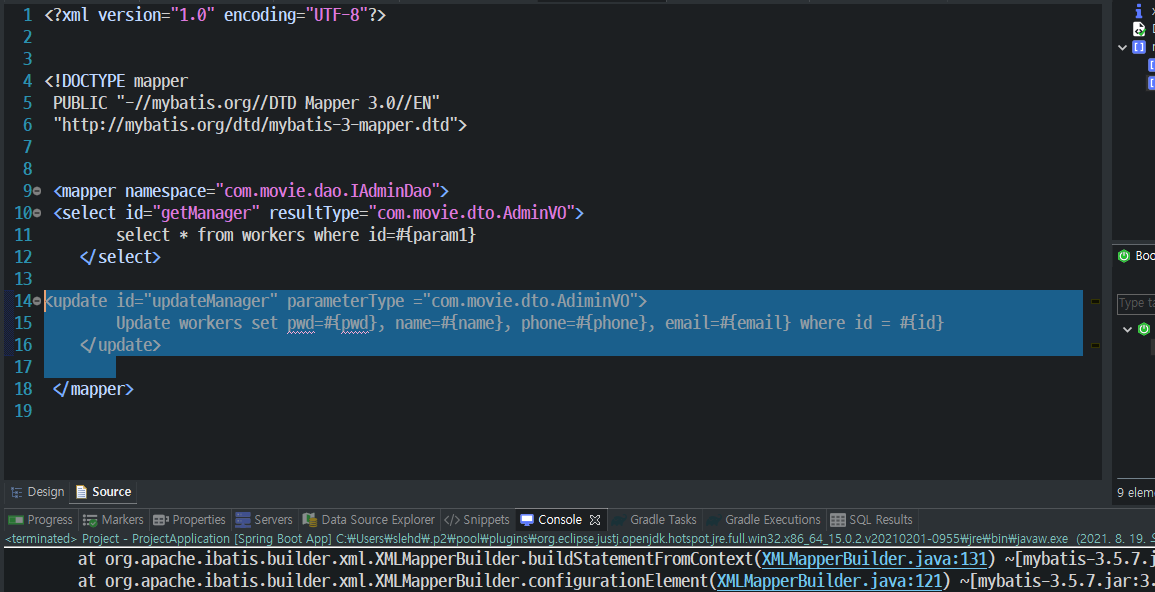 1 <?xml version="1.0" encoding="UTF-8"?>
2
3
4 <!DOCTYPE mapper
5 PUBLIC "-//mybatis.org//DTD Mapper 3.0//EN"
6 "http://mybatis.org/dtd/mybatis-3-mapper.dtd">
7
8
9 <mapper namespace="com.movie.dao.IAdminDao">
10 <select id="getManager" resultType="com.movie.dto.AdminVO">
11 select * from workers where id=#{param1}
12 </select>
13
14 <update id="updateManager" parameterType ="com.movie.dto.AdiminVO">
15 Update workers set pwd=#{pwd}, name=#{name}, phone=#{phone}, email=#{email} where id = #{id}
16 </update>
17
18 </mapper>
19
Boo
Type ta
9 elem
Design Source
Progress Markers Properties Servers Data Source Explorer Snippets Console Gradle Tasks Gradle Executions SQL Results
<terminated> Project - ProjectApplication [Spring Boot App] C:₩Users₩slehd₩.p2₩pool₩plugins₩org.eclipse.justj.openjdk.hotspot.jre.full.win32.x86_64_15.0.2.v20210201-0955₩jre₩bin₩javaw.exe (2021. 8. 19.
at org.apache.ibatis.builder.xml.XMLMapperBuilder.buildStatementFromContext(XMLMapperBuilder.java:131) ~[mybatis-3.5.7.j
at org.apache.ibatis.builder.xml.XMLMapperBuilder.configurationElement(XMLMapperBuilder.java:121) ~[mybatis-3.5.7.jar:3.